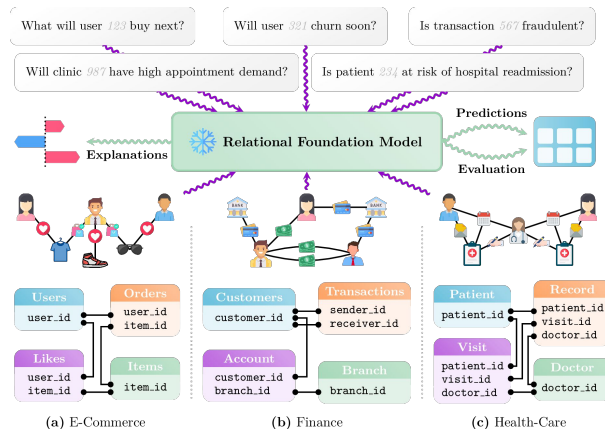 What will user 123 buy next?
Will user 321 churn soon?
Is transaction 567 fraudulent?
Will clinic 987 have high appointment demand?
Is patient 234 at risk of hospital readmission?
Relational Foundation Model
Explanations
Predictions
Evaluation
BANK
BANK
Users
user_id
Orders
user_id
item_id
Likes
user_id
item_id
Items
item_id
Customers
customer_id
Transactions
sender_id
receiver_id
Account
customer_id
branch_id
Branch
branch_id
Patient
patient_id
Record
patient_id
visit_id
doctor_id
Visit
patient_id
visit_id
doctor_id
Doctor
doctor_id
(a) E-Commerce
(b) Finance
(c) Health-Care